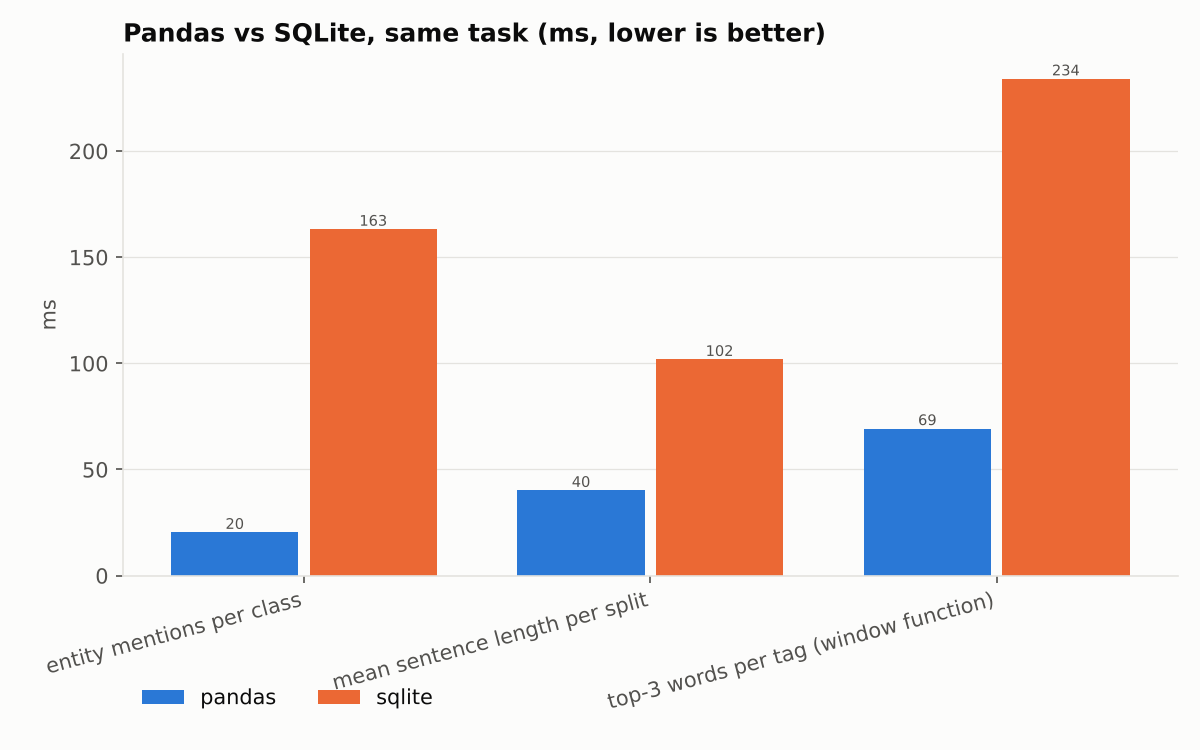 Pandas vs SQLite, same task (ms, lower is better)
234
200
163
150
ms
102
100
69
50
40
20
0
entity mentions per class
mean sentence length per split
top-3 words per tag (window function)
pandas
sqlite